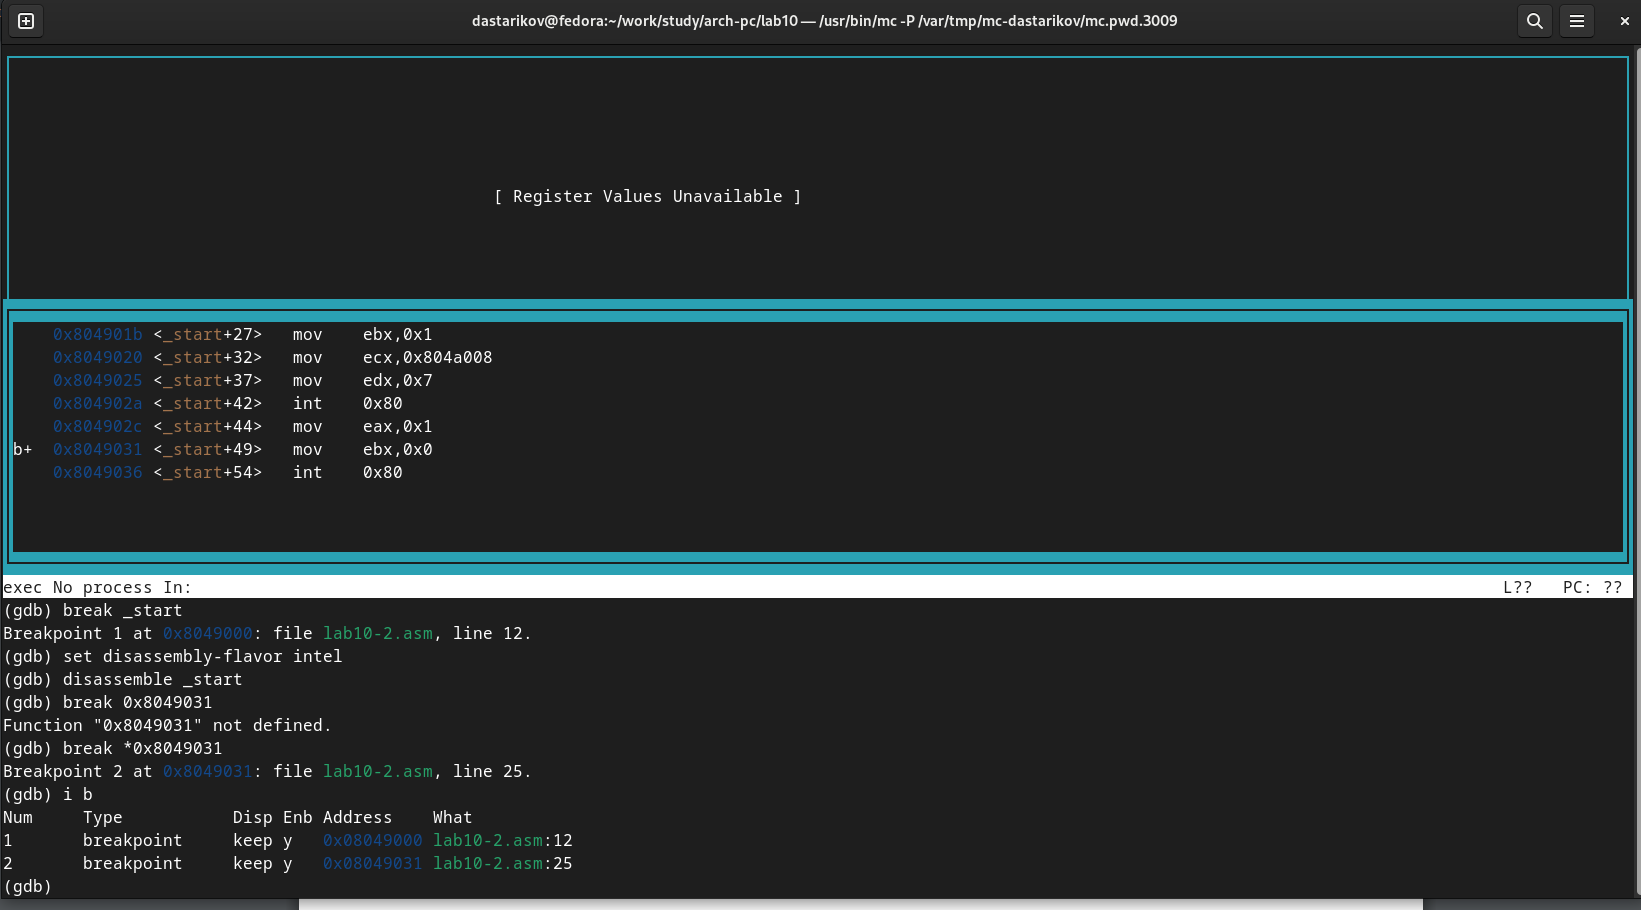 dastarikov@fedora:~/work/study/arch-pc/lab10 — /usr/bin/mc -P /var/tmp/mc-dastarikov/mc.pwd.3009
[ Register Values Unavailable ]
0x804901b <_start+27> mov ebx,0x1
0x8049020 <_start+32> mov ecx,0x804a008
0x8049025 <_start+37> mov edx,0x7
0x804902a <_start+42> int 0x80
0x804902c <_start+44> mov eax,0x1
b+ 0x8049031 <_start+49> mov ebx,0x0
0x8049036 <_start+54> int 0x80
exec No process In: L?? PC: ??
(gdb) break _start
Breakpoint 1 at 0x8049000: file lab10-2.asm, line 12.
(gdb) set disassembly-flavor intel
(gdb) disassemble _start
(gdb) break 0x8049031
Function "0x8049031" not defined.
(gdb) break *0x8049031
Breakpoint 2 at 0x8049031: file lab10-2.asm, line 25.
(gdb) i b
Num Type Disp Enb Address What
1 breakpoint keep y 0x08049000 lab10-2.asm:12
2 breakpoint keep y 0x08049031 lab10-2.asm:25
(gdb)